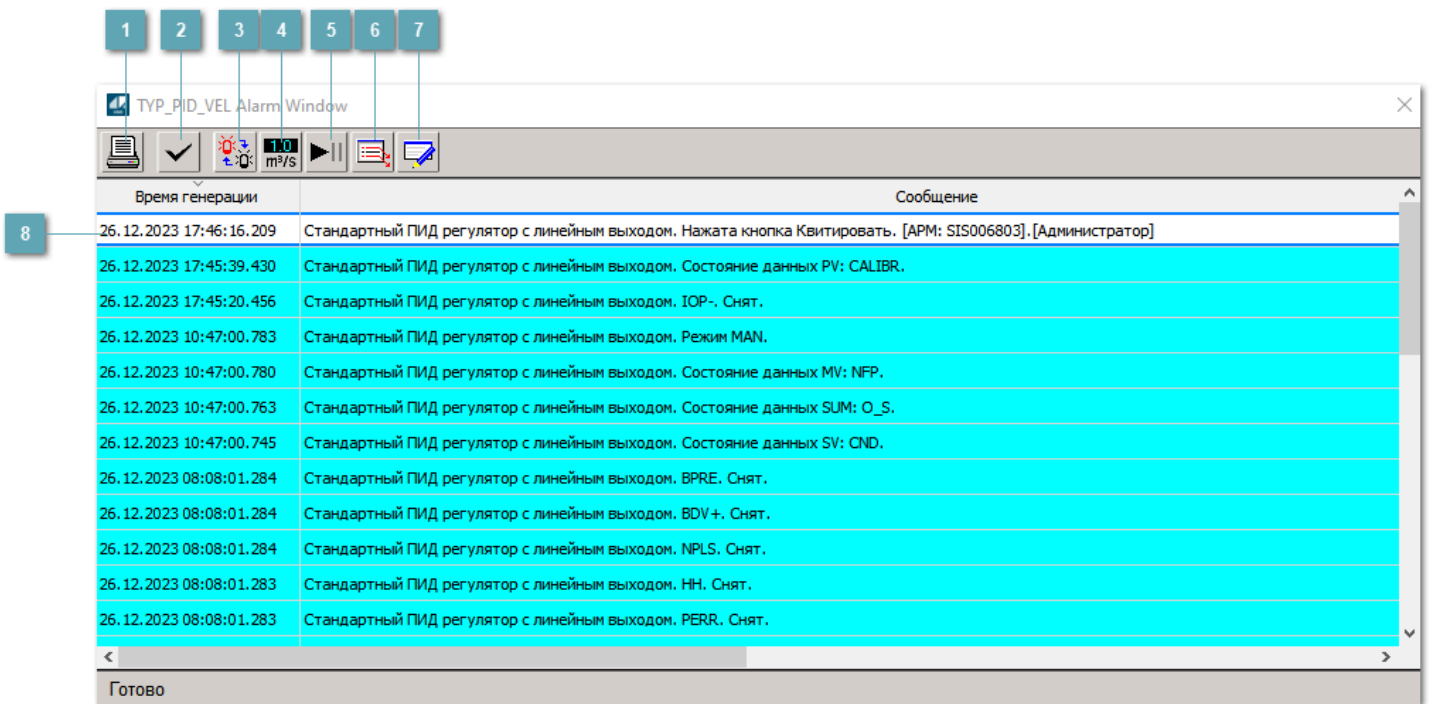 1 2 3 4 5 6 7
TYP_PID_VEL Alarm Window
1.0
m³/s
Время генерации Сообщение
8
26.12.2023 17:46:16.209 Стандартный ПИД регулятор с линейным выходом. Нажата кнопка Квитировать. [АРМ: SIS006803].[Администратор]
26.12.2023 17:45:39.430 Стандартный ПИД регулятор с линейным выходом. Состояние данных PV: CALIBR.
26.12.2023 17:45:20.456 Стандартный ПИД регулятор с линейным выходом. IOP-. Снят.
26.12.2023 10:47:00.783 Стандартный ПИД регулятор с линейным выходом. Режим MAN.
26.12.2023 10:47:00.780 Стандартный ПИД регулятор с линейным выходом. Состояние данных MV: NFP.
26.12.2023 10:47:00.763 Стандартный ПИД регулятор с линейным выходом. Состояние данных SUM: O_S.
26.12.2023 10:47:00.745 Стандартный ПИД регулятор с линейным выходом. Состояние данных SV: CND.
26.12.2023 08:08:01.284 Стандартный ПИД регулятор с линейным выходом. BPRE. Снят.
26.12.2023 08:08:01.284 Стандартный ПИД регулятор с линейным выходом. BDV+. Снят.
26.12.2023 08:08:01.284 Стандартный ПИД регулятор с линейным выходом. NPLS. Снят.
26.12.2023 08:08:01.283 Стандартный ПИД регулятор с линейным выходом. HH. Снят.
26.12.2023 08:08:01.283 Стандартный ПИД регулятор с линейным выходом. PERR. Снят.
Готово